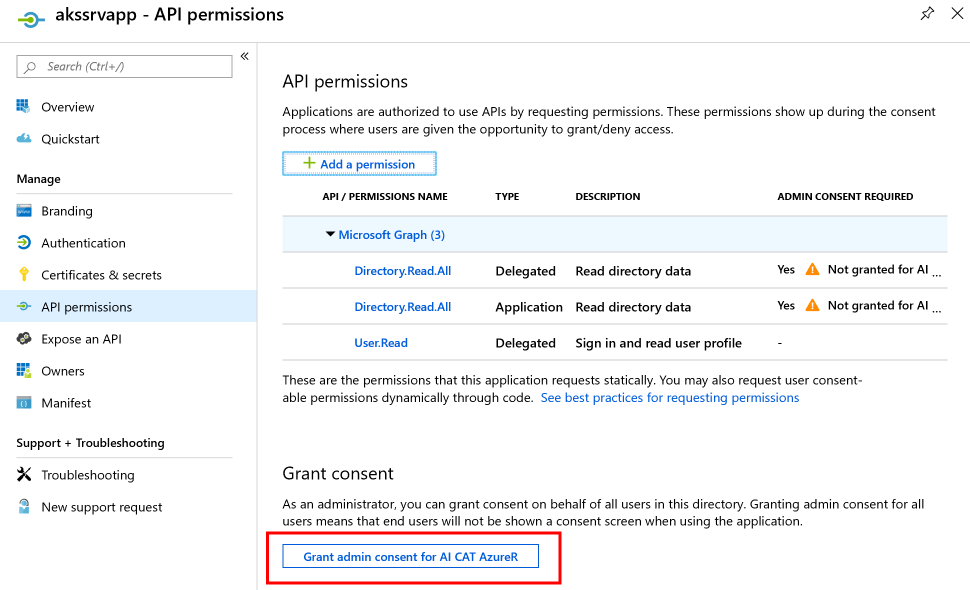 akssrvapp - API permissions
Search (Ctrl+/)
Overview
Quickstart
Manage
Branding
Authentication
Certificates & secrets
API permissions
Expose an API
Owners
Manifest
Support + Troubleshooting
Troubleshooting
New support request
API permissions
Applications are authorized to use APIs by requesting permissions. These permissions show up during the consent
process where users are given the opportunity to grant/deny access.
Add a permission
API / PERMISSIONS NAME TYPE DESCRIPTION ADMIN CONSENT REQUIRED
Microsoft Graph (3)
Directory.Read.All Delegated Read directory data Yes Not granted for AI ...
Directory.Read.All Application Read directory data Yes Not granted for AI ...
User.Read Delegated Sign in and read user profile -
These are the permissions that this application requests statically. You may also request user consent-
able permissions dynamically through code. See best practices for requesting permissions
Grant consent
As an administrator, you can grant consent on behalf of all users in this directory. Granting admin consent for all
users means that end users will not be shown a consent screen when using the application.
Grant admin consent for AI CAT AzureR